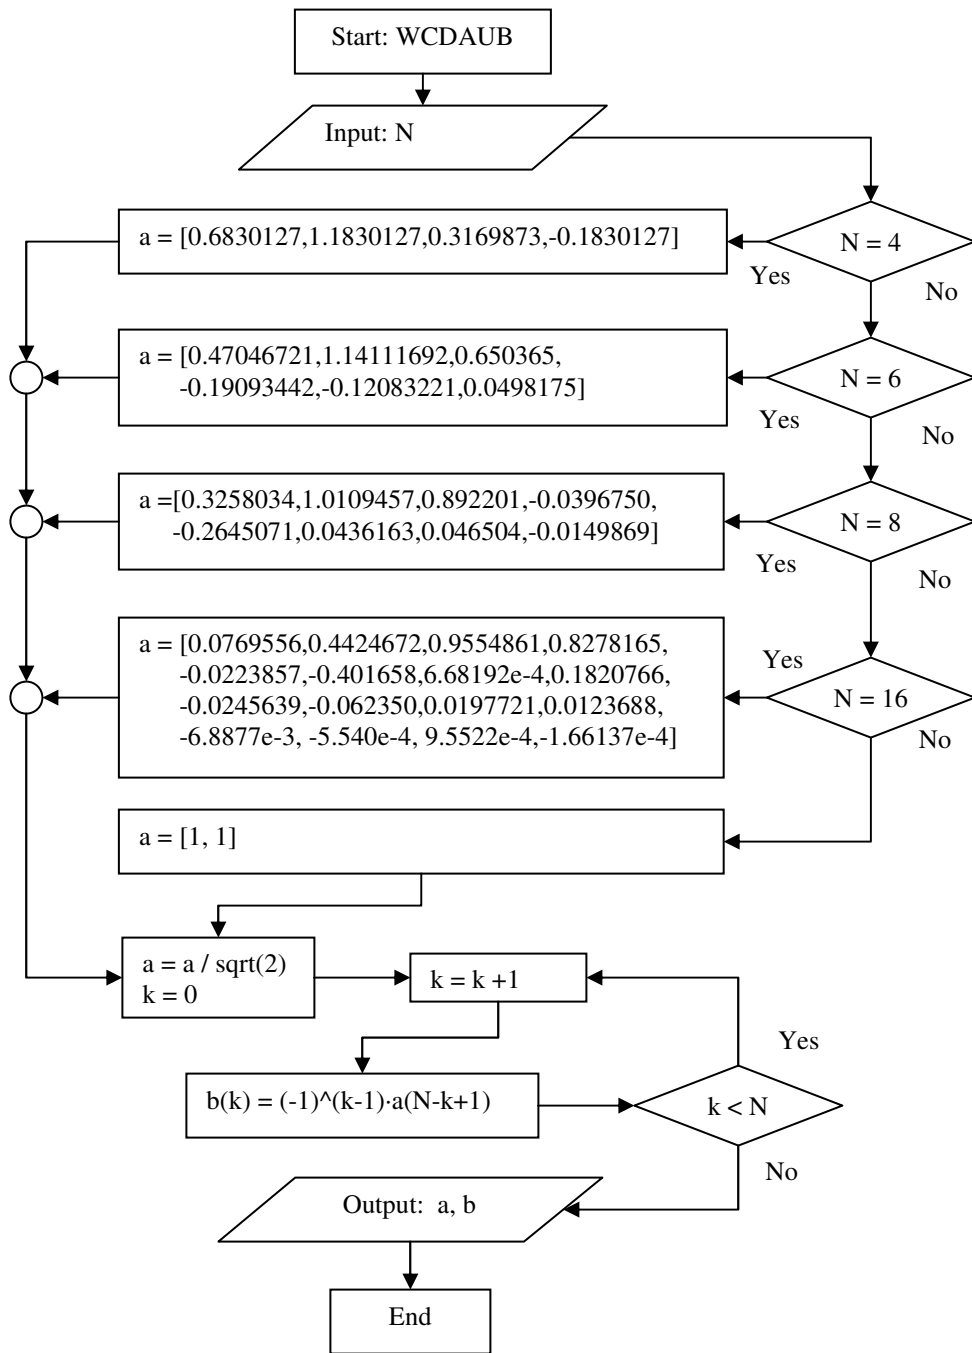 Start: WCDAUB
Input: N
a = [0.6830127,1.1830127,0.3169873,-0.1830127]
N = 4
Yes
No
a = [0.47046721,1.14111692,0.650365,
-0.19093442,-0.12083221,0.0498175]
N = 6
Yes
No
a =[0.3258034,1.0109457,0.892201,-0.0396750,
-0.2645071,0.0436163,0.046504,-0.0149869]
N = 8
Yes
No
a = [0.0769556,0.4424672,0.9554861,0.8278165,
-0.0223857,-0.401658,6.68192e-4,0.1820766,
-0.0245639,-0.062350,0.0197721,0.0123688,
-6.8877e-3, -5.540e-4, 9.5522e-4,-1.66137e-4]
Yes
N = 16
No
a = [1, 1]
a = a / sqrt(2)
k = 0
k = k +1
Yes
b(k) = (-1)^(k-1)·a(N-k+1)
k < N
No
Output:  a, b
End